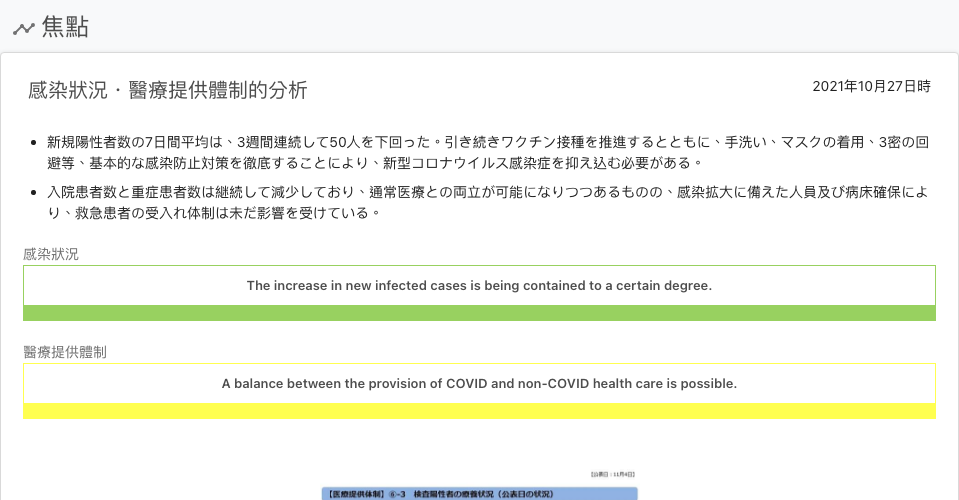 焦點
感染狀況・醫療提供體制的分析
2021年10月27日時
新規陽性者数の7日間平均は、3週間連続して50人を下回った。引き続きワクチン接種を推進するとともに、手洗い、マスクの着用、3密の回
避等、基本的な感染防止対策を徹底することにより、新型コロナウイルス感染症を抑え込む必要がある。
入院患者数と重症患者数は継続して減少しており、通常医療との両立が可能になりつつあるものの、感染拡大に備えた人員及び病床確保によ
り、救急患者の受入れ体制は未だ影響を受けている。
感染狀況
The increase in new infected cases is being contained to a certain degree.
醫療提供體制
A balance between the provision of COVID and non-COVID health care is possible.
【公表日：11月4日】
【医療提供体制】⑥-3 検査陽性者の療養状況（公表日の状況）